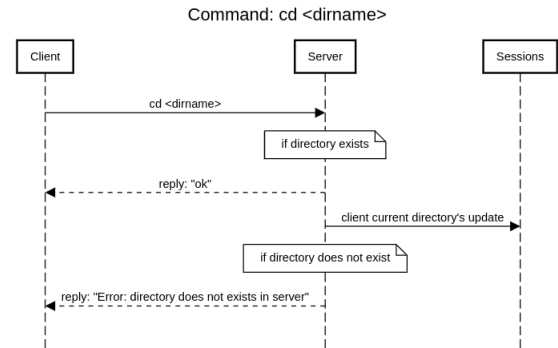 Command: cd <dirname>
Client
Server
Sessions
cd <dirname>
if directory exists
reply: "ok"
client current directory's update
if directory does not exist
reply: "Error: directory does not exists in server"